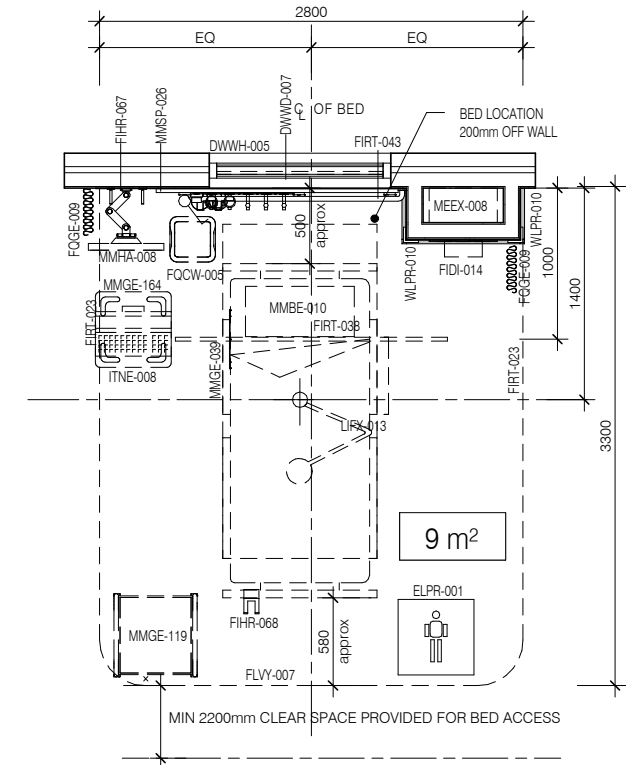 2800
EQ
EQ
FIHR-067
MMSP-026
DWWD-007
CL OF BED
BED LOCATION
200mm OFF WALL
DWWH-005
FIRT-043
FQGE-009
MEEX-008
WLPR-010
500
approx
MMHA-008
FQCW-005
WLPR-010
FIDI-014
FQGE-009
1000
1400
MMGE-164
FIRT-023
MMBE-010
FIRT-038
MMGE-039
ITNE-008
FIRT-023
LIFX-013
3300
9 m²
ELPR-001
MMGE-119
FIHR-068
580
approx
FLVY-007
MIN 2200mm CLEAR SPACE PROVIDED FOR BED ACCESS